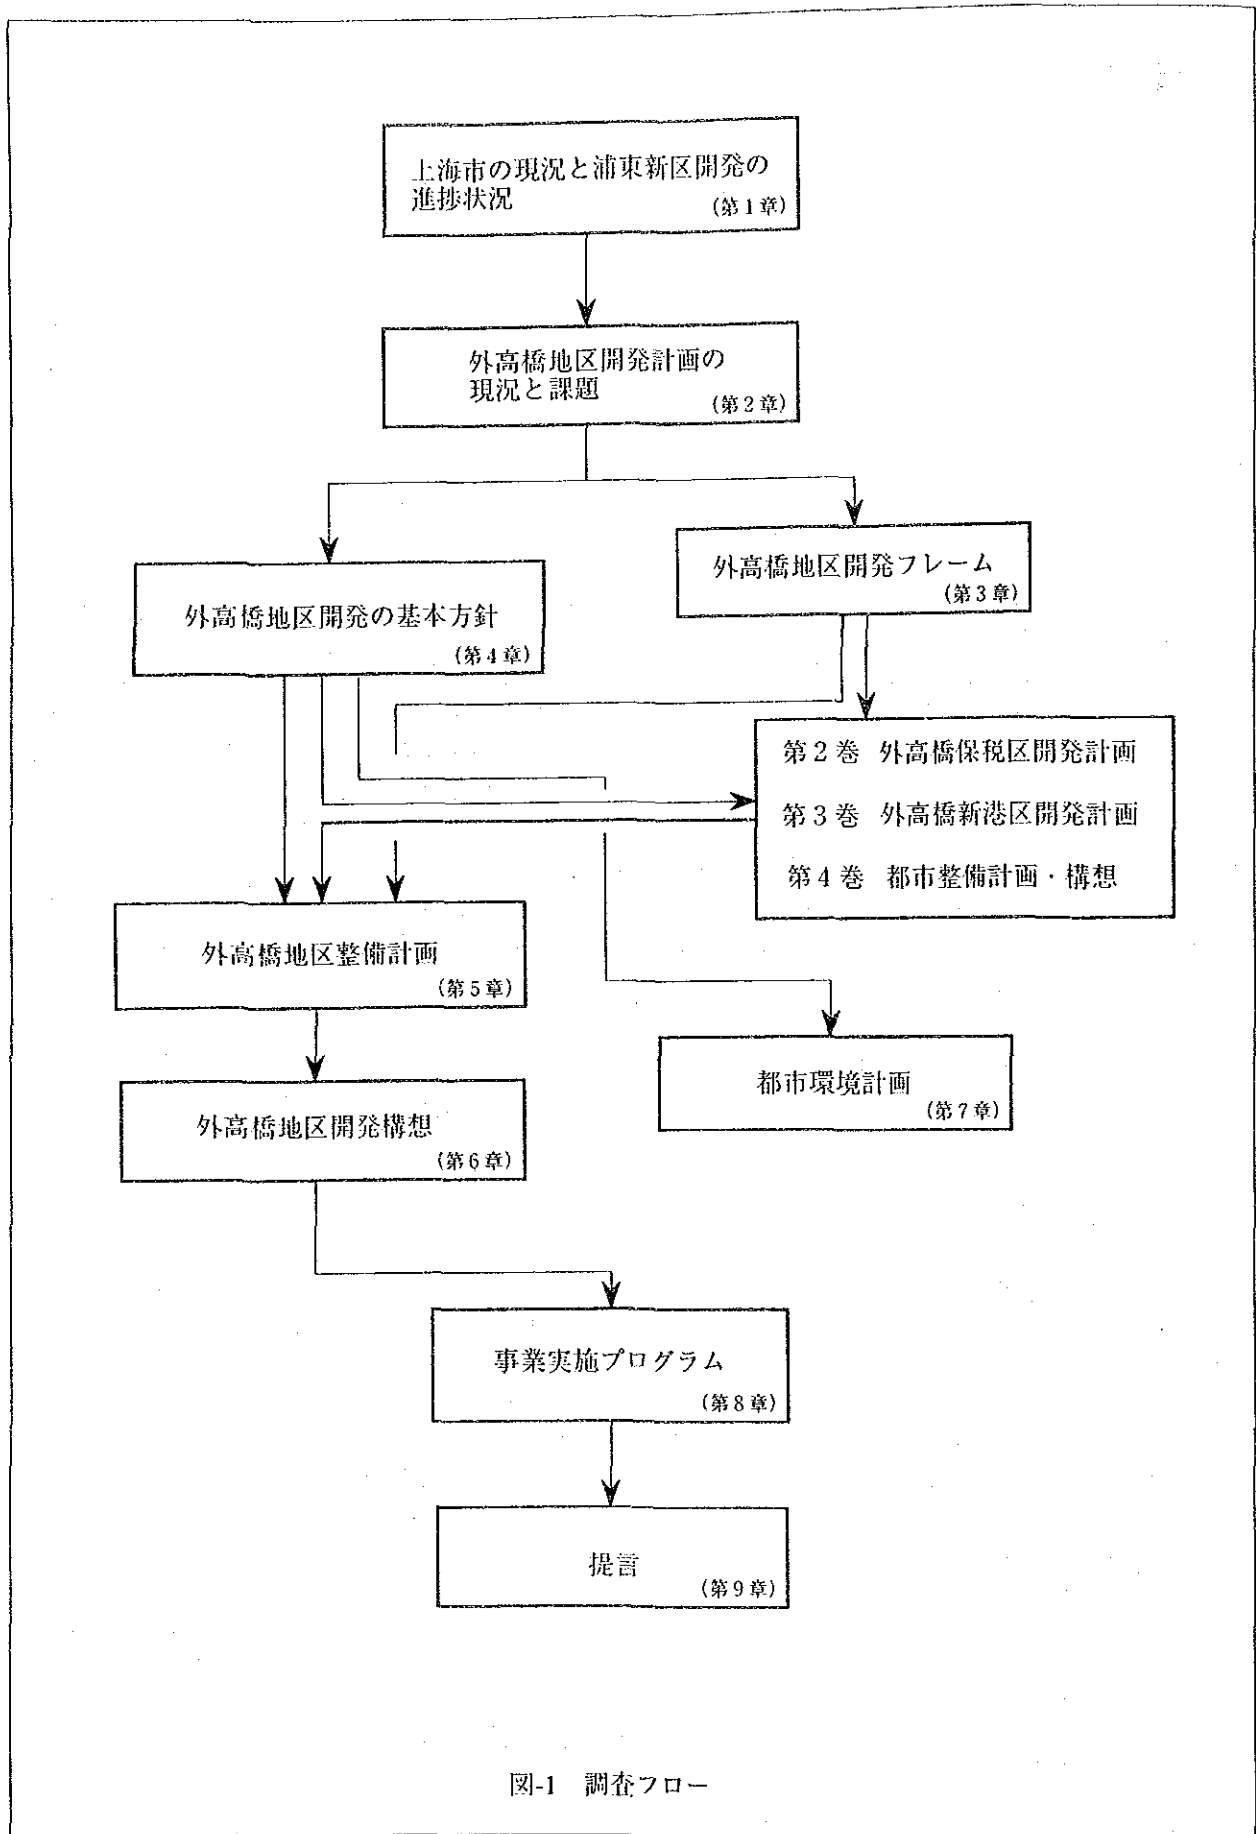 上海市の現況と浦東新区開発の
進捗状況
(第1章)
外高橋地区開発計画の
現況と課題
(第2章)
外高橋地区開発フレーム
(第3章)
外高橋地区開発の基本方針
(第4章)
第2巻 外高橋保税区開発計画
第3巻 外高橋新港区開発計画
第4巻 都市整備計画・構想
外高橋地区整備計画
(第5章)
都市環境計画
(第7章)
外高橋地区開発構想
(第6章)
事業実施プログラム
(第8章)
提言
(第9章)
図-1 調査フロー